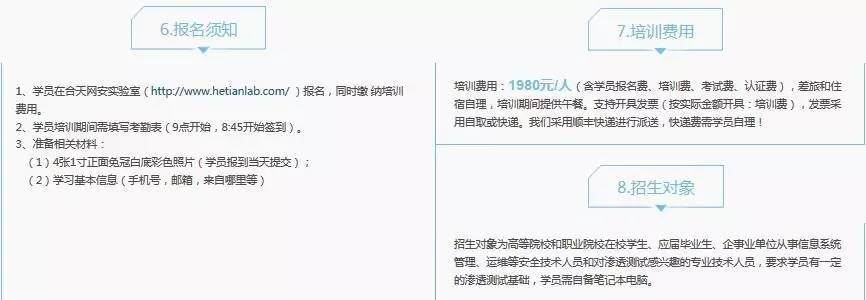 6.报名须知
1、学员在合天网安实验室（http://www.hetianlab.com/ ）报名，同时缴 纳培训
费用。
2、学员培训期间需填写考勤表（9点开始，8:45开始签到）。
3、准备相关材料：
（1）4张1寸正面免冠白底彩色照片（学员报到当天提交）；
（2）学习基本信息（手机号，邮箱，来自哪里等）
7.培训费用
培训费用：1980元/人（含学员报名费、培训费、考试费、认证费），差旅和住
宿自理，培训期间提供午餐。支持开具发票（按实际金额开具：培训费），发票采
用自取或快递。我们采用顺丰快递进行派送，快递费需学员自理！
8.招生对象
招生对象为高等院校和职业院校在校学生、应届毕业生、企事业单位从事信息系统
管理、运维等安全技术人员和对渗透测试感兴趣的专业技术人员，要求学员有一定
的渗透测试基础，学员需自备笔记本电脑。